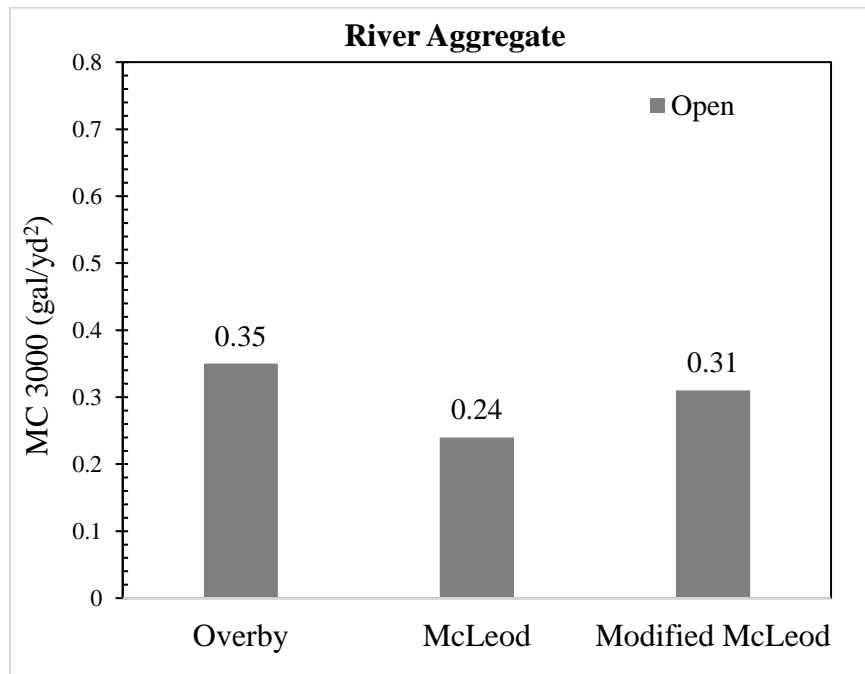 River Aggregate
0.8
0.7
0.6
0.5
0.4
0.3
0.2
0.1
0
MC 3000 (gal/yd²)
Open
0.35
0.24
0.31
Overby
McLeod
Modified McLeod